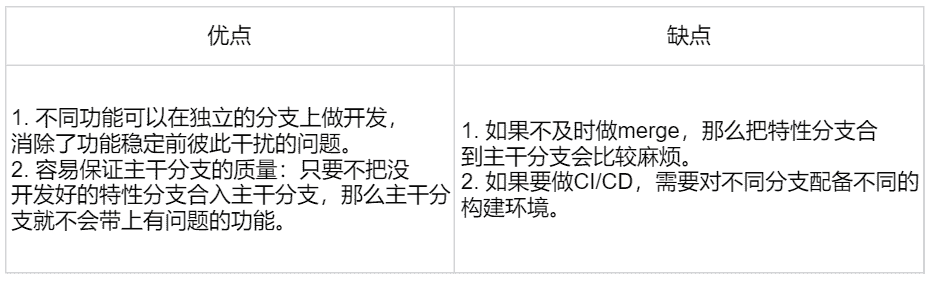 优点
缺点
1. 不同功能可以在独立的分支上做开发，
消除了功能稳定前彼此干扰的问题。
2. 容易保证主干分支的质量：只要不把没
开发好的特性分支合入主干分支，那么主干分
支就不会带上有问题的功能。
1. 如果不及时做merge，那么把特性分支合
到主干分支会比较麻烦。
2. 如果要做CI/CD，需要对不同分支配备不同的
构建环境。